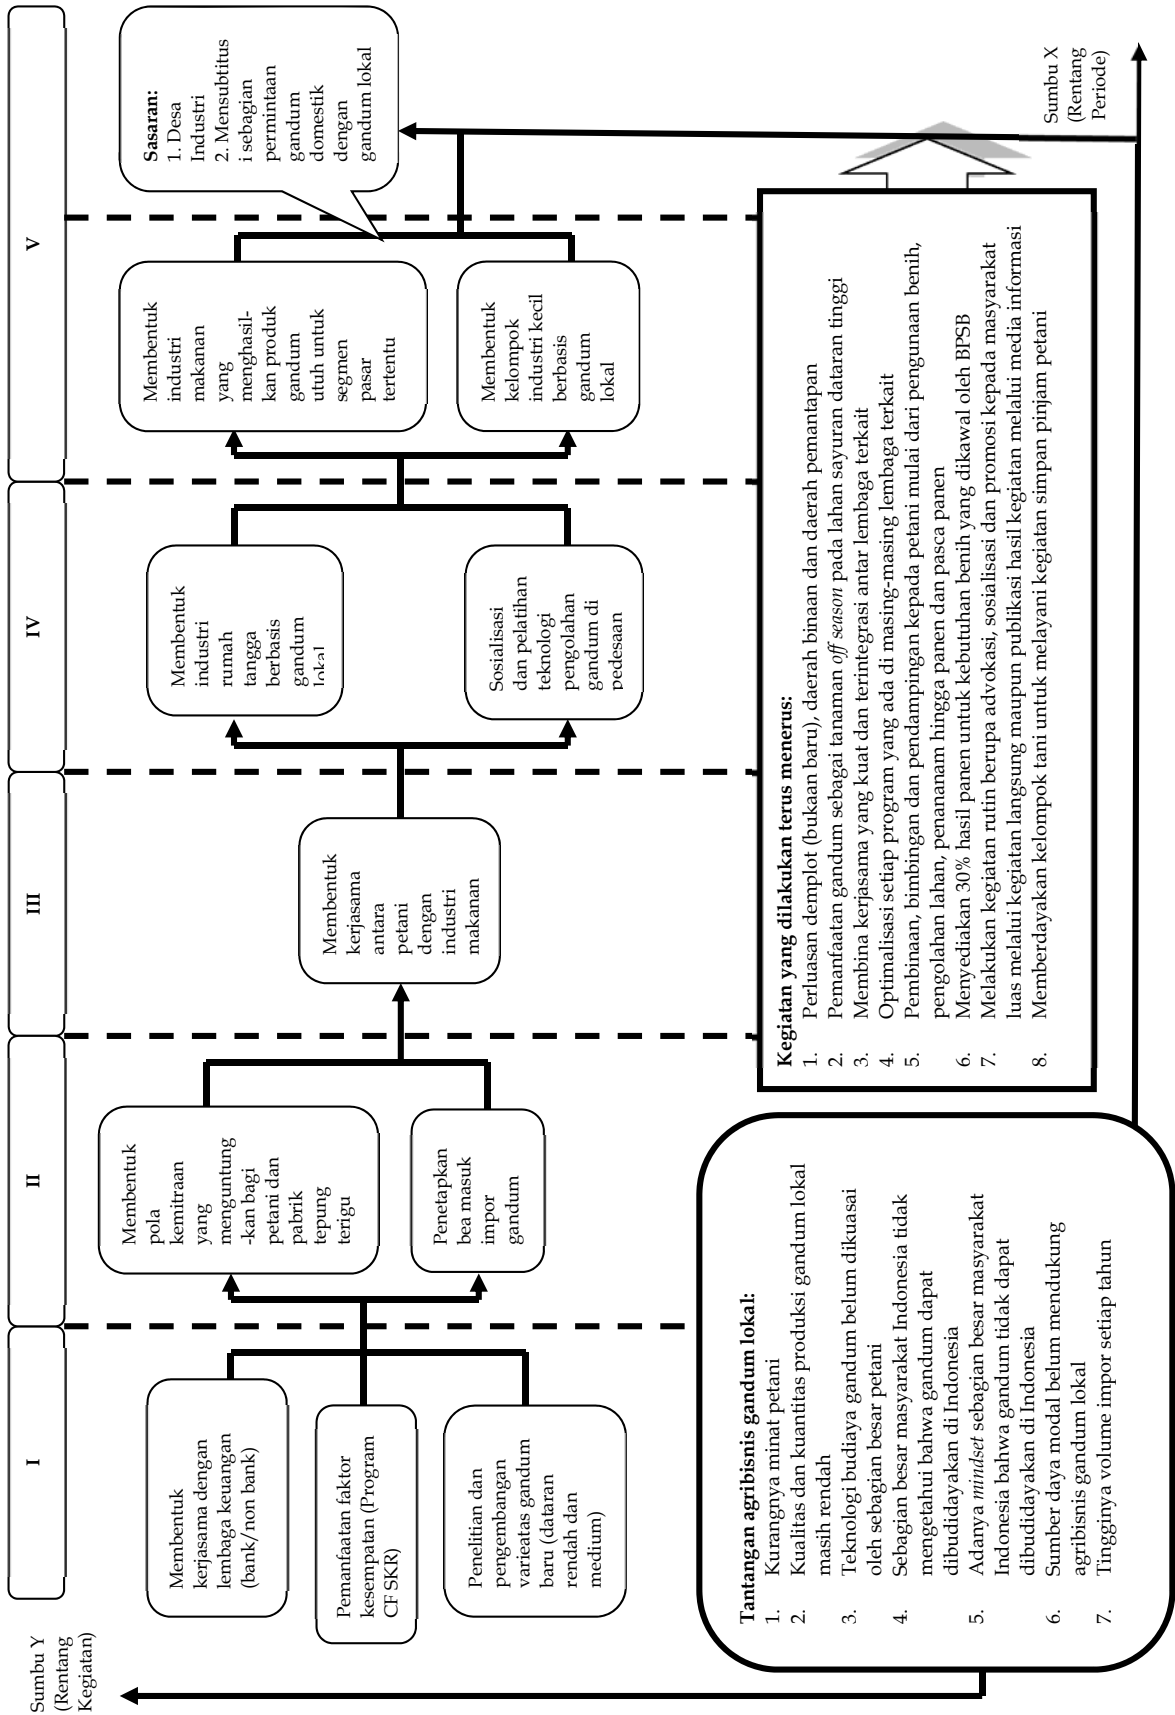 Sumbu Y
(Rentang
Kegiatan)
I
II
III
IV
V
Membentuk
kerjasama dengan
lembaga keuangan
(bank/non bank)
Pemanfaatan faktor
kesempatan (Program
CF SKR)
Penelitian dan
pengembangan
varieatas gandum
baru (dataran
rendah dan
medium)
Membentuk
pola
kemitraan
yang
menguntung
-kan bagi
petani dan
pabrik
tepung
terigu
Penetapkan
bea masuk
impor
gandum
Membentuk
kerjasama
antara
petani
dengan
industri
makanan
Membentuk
industri
rumah
tangga
berbasis
gandum
lokal
Sosialisasi
dan pelatihan
teknologi
pengolahan
gandum di
pedesaan
Membentuk
industri
makanan
yang
menghasil-
kan produk
gandum
utuh untuk
segmen
pasar
tertentu
Membentuk
kelompok
industri kecil
berbasis
gandum
lokal
Sasaran:
1. Desa
Industri
2. Mensubtitus
i sebagian
permintaan
gandum
domestik
dengan
gandum lokal
Tantangan agribisnis gandum lokal:
1. Kurangnya minat petani
2. Kualitas dan kuantitas produksi gandum lokal
masih rendah
3. Teknologi budiaya gandum belum dikuasai
oleh sebagian besar petani
4. Sebagian besar masyarakat Indonesia tidak
mengetahui bahwa gandum dapat
dibudidayakan di Indonesia
5. Adanya mindset sebagian besar masyarakat
Indonesia bahwa gandum tidak dapat
dibudidayakan di Indonesia
6. Sumber daya modal belum mendukung
agribisnis gandum lokal
7. Tingginya volume impor setiap tahun
Kegiatan yang dilakukan terus menerus:
1. Perluasan demplot (bukaan baru), daerah binaan dan daerah pemantapan
2. Pemanfaatan gandum sebagai tanaman off season pada lahan sayuran dataran tinggi
3. Membina kerjasama yang kuat dan terintegrasi antar lembaga terkait
4. Optimalisasi setiap program yang ada di masing-masing lembaga terkait
5. Pembinaan, bimbingan dan pendampingan kepada petani mulai dari pengunaan benih,
pengolahan lahan, penananam hingga panen dan pasca panen
6. Menyediakan 30% hasil panen untuk kebutuhan benih yang dikawal oleh BPSB
7. Melakukan kegiatan rutin berupa advokasi, sosialisasi dan promosi kepada masyarakat
luas melalui kegiatan langsung maupun publikasi hasil kegiatan melalui media informasi
8. Memberdayakan kelompok tani untuk melayani kegiatan simpan pinjam petani
Sumbu X
(Rentang
Periode)